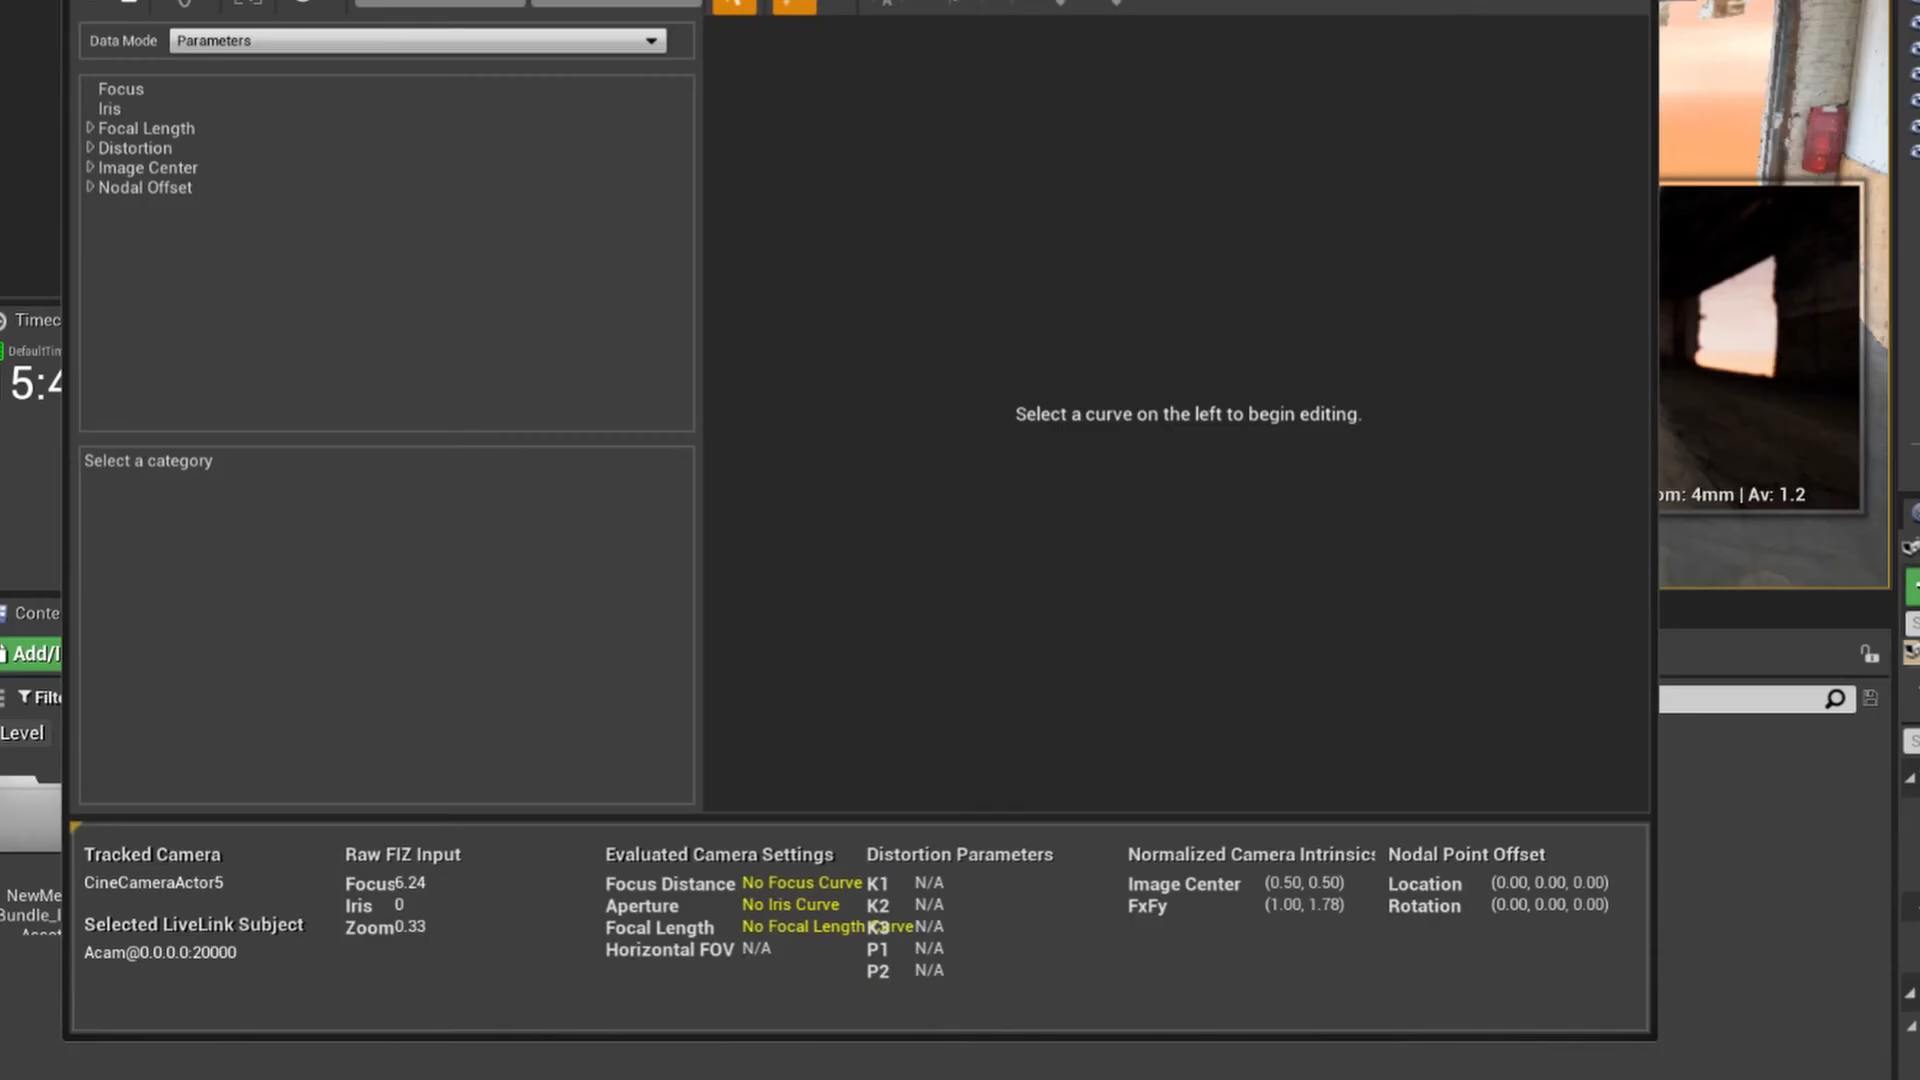 Data Mode Parameters
Focus
Iris
Focal Length
Distortion
Image Center
Nodal Offset
Select a curve on the left to begin editing.
Select a category
Timec
DefaultTim
5:4
Conte
Add/I
Filte
Level
NewMe
Bundle_I
om: 4mm | Av: 1.2
Tracked Camera
CineCameraActor5
Selected LiveLink Subject
Acam@0.0.0.0:20000
Raw FIZ Input
Focus 6.24
Iris 0
Zoom 0.33
Evaluated Camera Settings
Focus Distance No Focus Curve
Aperture No Iris Curve
Focal Length No Focal Length Curve
Horizontal FOV N/A
Distortion Parameters
K1 N/A
K2 N/A
K3 N/A
P1 N/A
P2 N/A
Normalized Camera Intrinsics
Image Center (0.50, 0.50)
FxFy (1.00, 1.78)
Nodal Point Offset
Location (0.00, 0.00, 0.00)
Rotation (0.00, 0.00, 0.00)